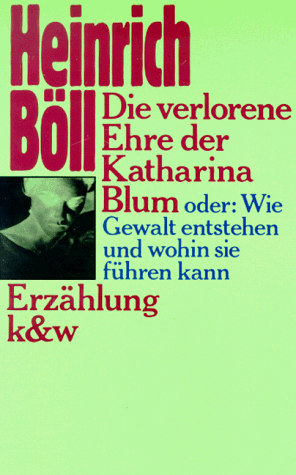 Heinrich
Böll
Die verlorene
Ehre der
Katharina
Blum oder: Wie
Gewalt entstehen
und wohin sie
führen kann
Erzählung
k&w